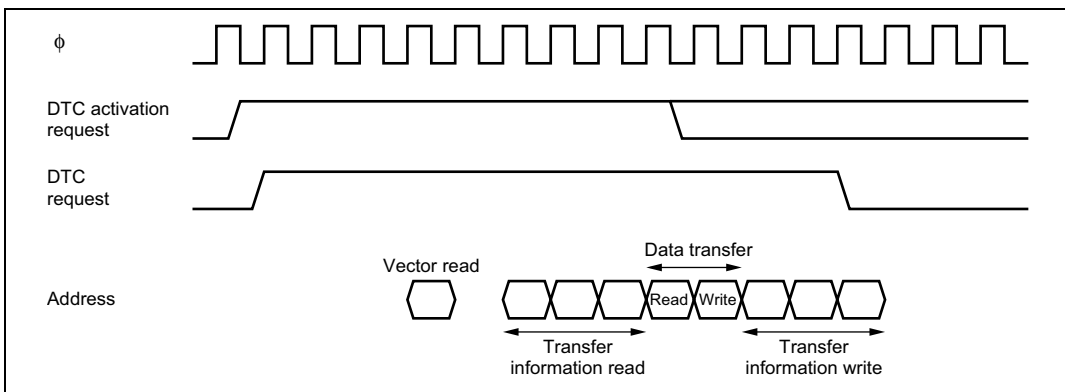 ϕ
DTC activation
request
DTC
request
Data transfer
Vector read
Address
Read
Write
Transfer
information read
Transfer
information write